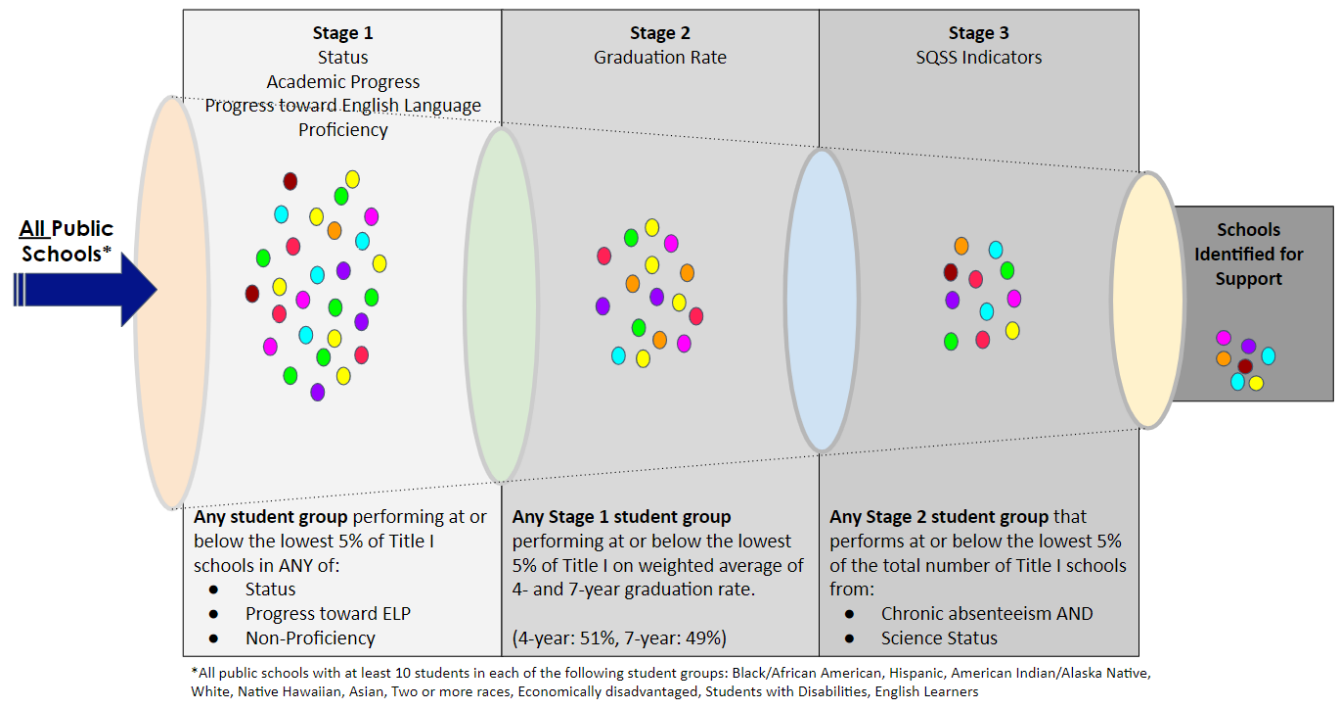 All Public
Schools*
Stage 1
Status
Academic Progress
Progress toward English Language
Proficiency
Any student group performing at or
below the lowest 5% of Title I
schools in ANY of:
● Status
● Progress toward ELP
● Non-Proficiency
Stage 2
Graduation Rate
Any Stage 1 student group
performing at or below the lowest
5% of Title I on weighted average of
4- and 7-year graduation rate.
(4-year: 51%, 7-year: 49%)
Stage 3
SQSS Indicators
Any Stage 2 student group that
performs at or below the lowest 5%
of the total number of Title I schools
from:
● Chronic absenteeism AND
● Science Status
Schools
Identified for
Support
*All public schools with at least 10 students in each of the following student groups: Black/African American, Hispanic, American Indian/Alaska Native,
White, Native Hawaiian, Asian, Two or more races, Economically disadvantaged, Students with Disabilities, English Learners